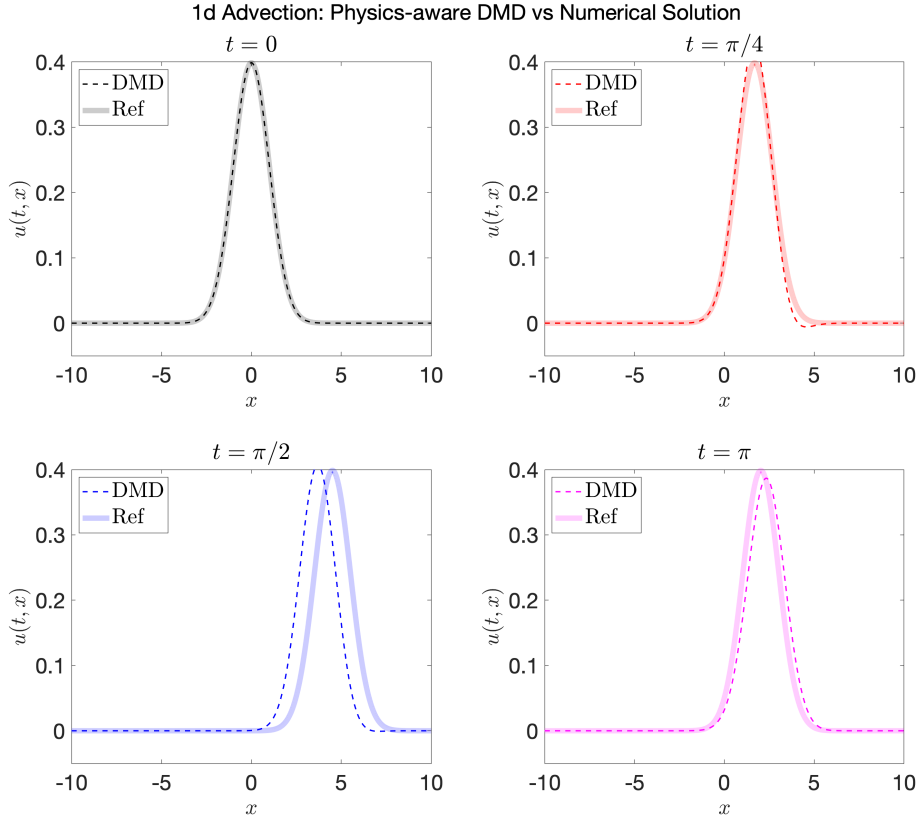 1d Advection: Physics-aware DMD vs Numerical Solution
t = 0
DMD
Ref
0.4
0.3
0.2
0.1
0
u(t, x)
-10 -5 0 5 10
x
t = π/4
DMD
Ref
0.4
0.3
0.2
0.1
0
u(t, x)
-10 -5 0 5 10
x
t = π/2
DMD
Ref
0.4
0.3
0.2
0.1
0
u(t, x)
-10 -5 0 5 10
x
t = π
DMD
Ref
0.4
0.3
0.2
0.1
0
u(t, x)
-10 -5 0 5 10
x